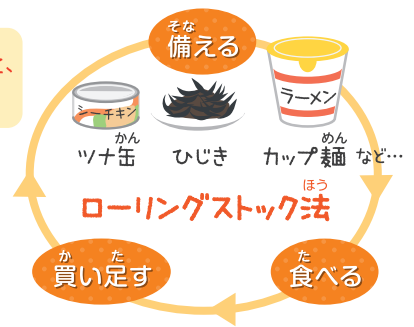 備える
そな
シーチキン
ラーメン
ツナ缶
かん
ひじき
カップ麺 など…
めん
ローリングストック法
ほう
買い足す
か た
食べる
た